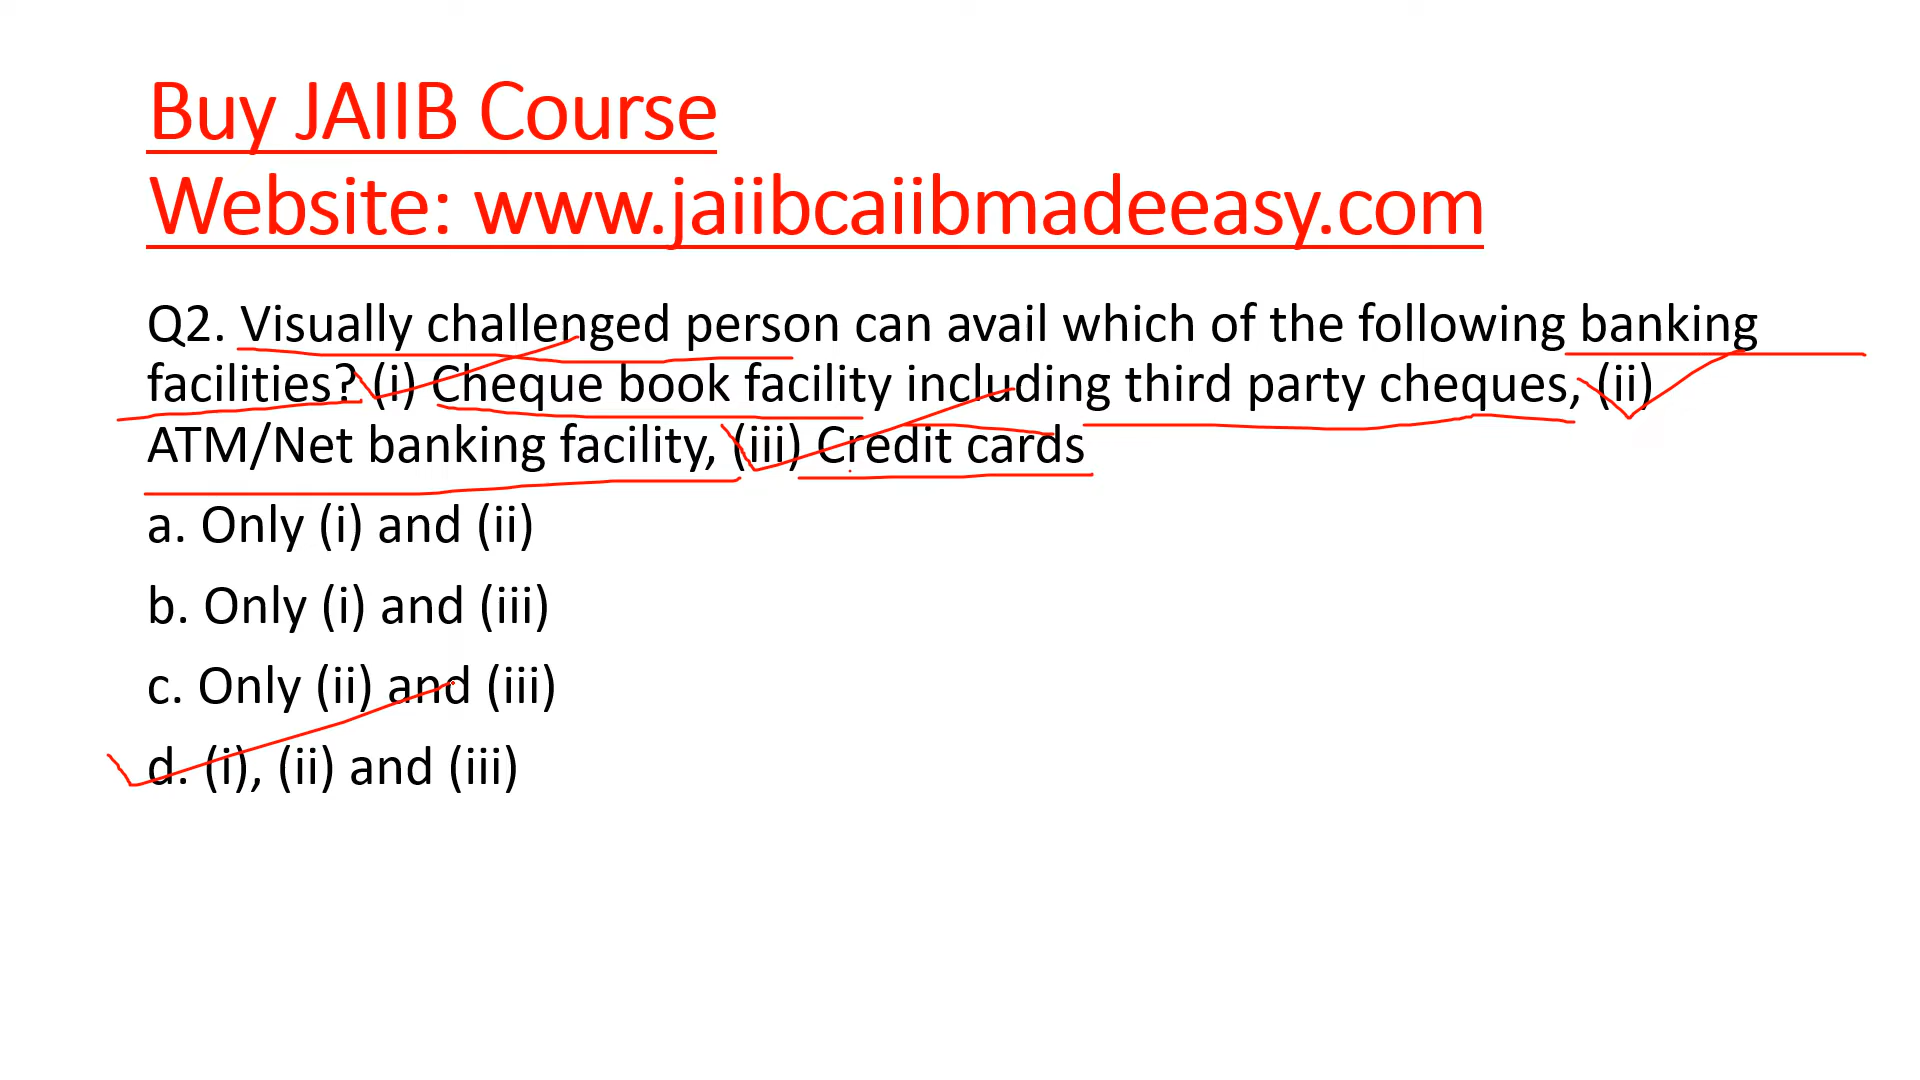 Buy JAIIB Course
Website: www.jaiibcaiibmadeeasy.com
Q2. Visually challenged person can avail which of the following banking
facilities? (i) Cheque book facility including third party cheques, (ii)
ATM/Net banking facility, (iii) Credit cards
a. Only (i) and (ii)
b. Only (i) and (iii)
c. Only (ii) and (iii)
d. (i), (ii) and (iii)